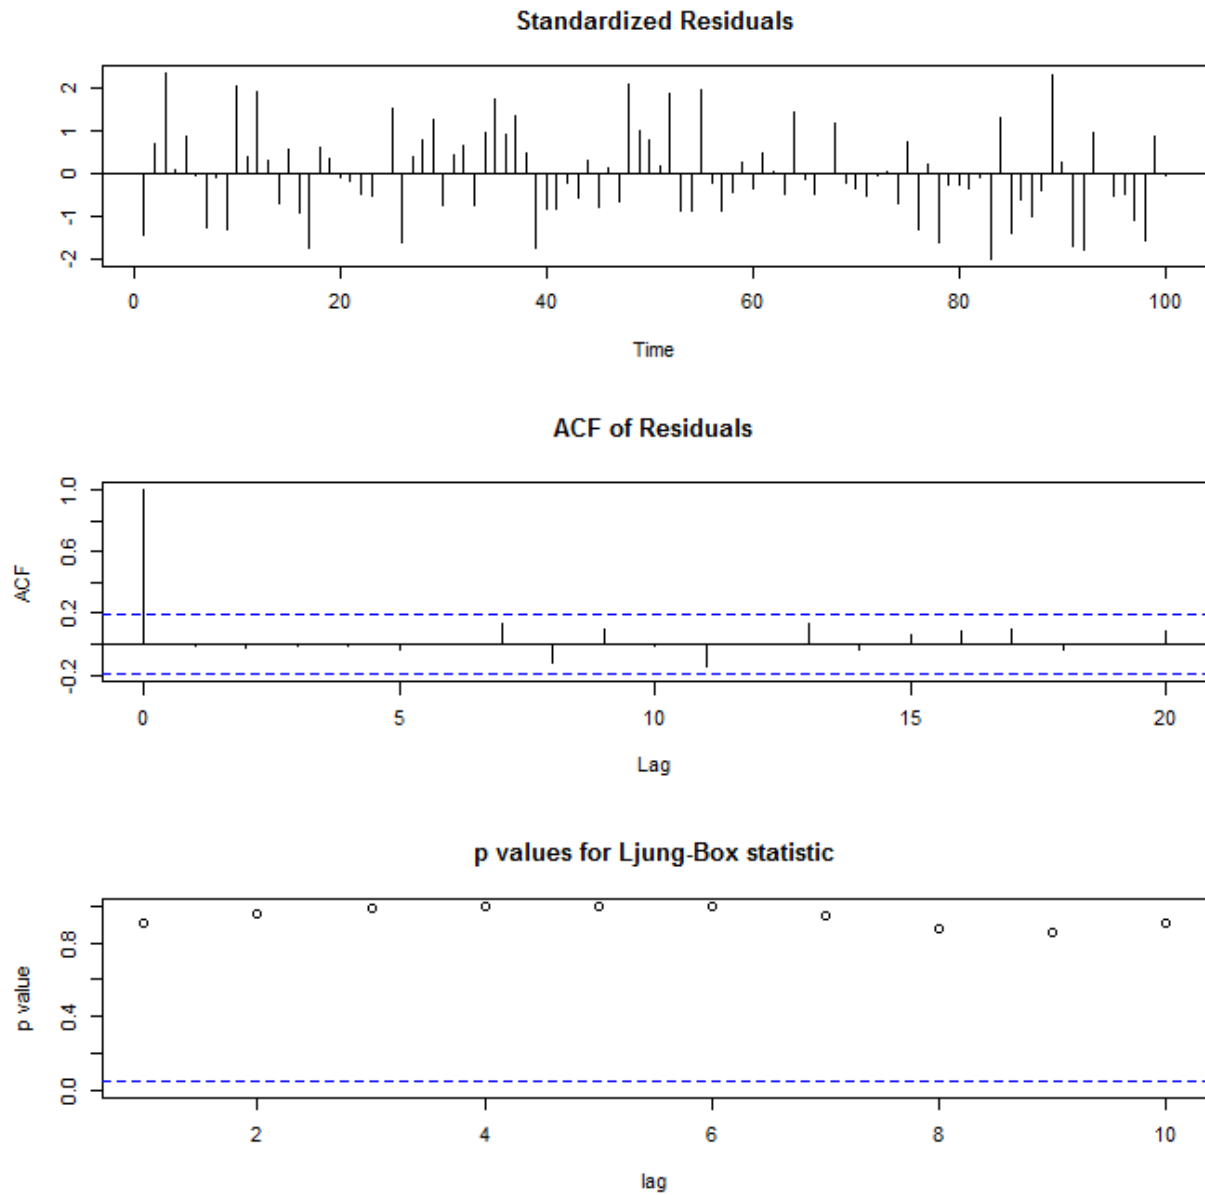 Standardized Residuals
2
1
0
-1
-2
0 20 40 60 80 100
Time
ACF of Residuals
1.0
0.6
0.2
-0.2
ACF
0 5 10 15 20
Lag
p values for Ljung-Box statistic
0.8
0.4
0.0
p value
2 4 6 8 10
lag